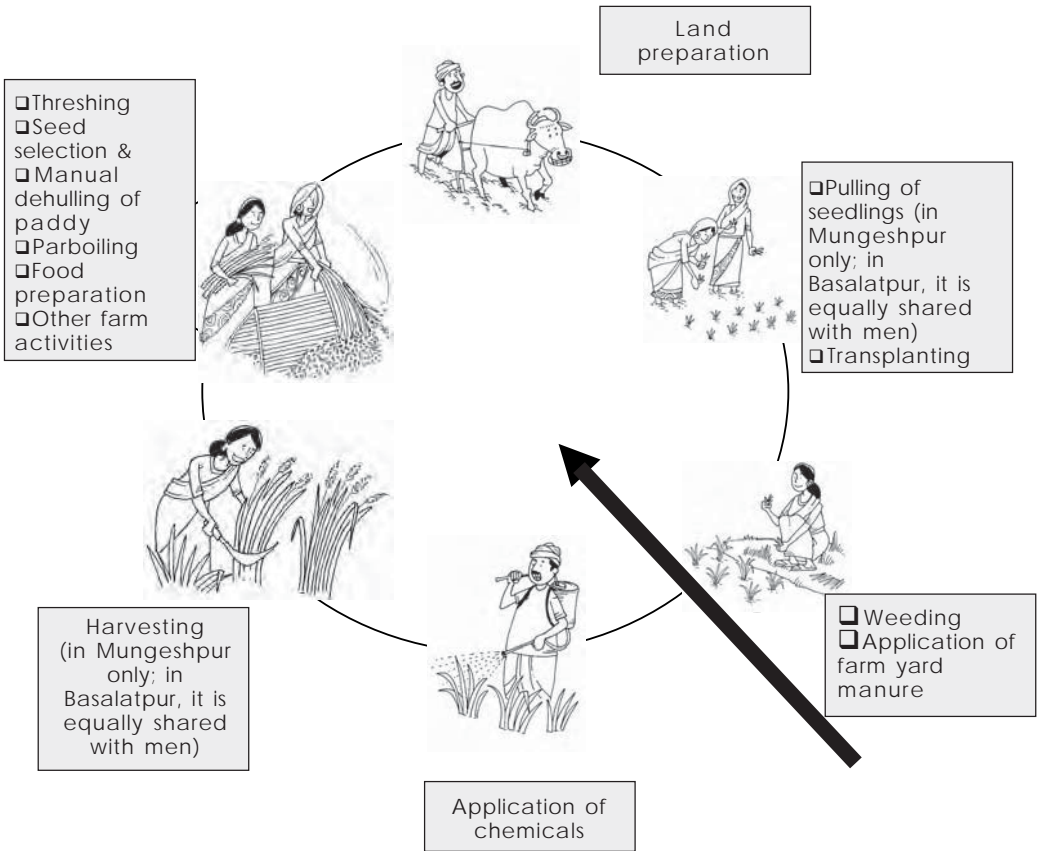 Land
preparation
❑Threshing
❑Seed
selection &
❑Manual
dehulling of
paddy
❑Parboiling
❑Food
preparation
❑Other farm
activities
❑Pulling of
seedlings (in
Mungeshpur
only; in
Basalatpur, it is
equally shared
with men)
❑Transplanting
❑Weeding
❑Application of
farm yard
manure
Harvesting
(in Mungeshpur
only; in
Basalatpur, it is
equally shared
with men)
Application of
chemicals